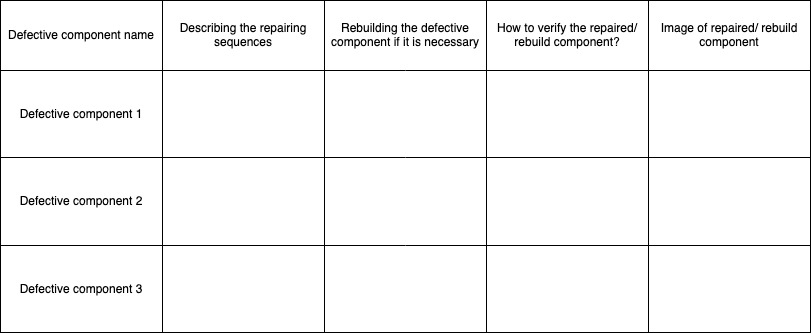 Defective component name
Describing the repairing
sequences
Rebuilding the defective
component if it is necessary
How to verify the repaired/
rebuild component?
Image of repaired/ rebuild
component
Defective component 1
Defective component 2
Defective component 3